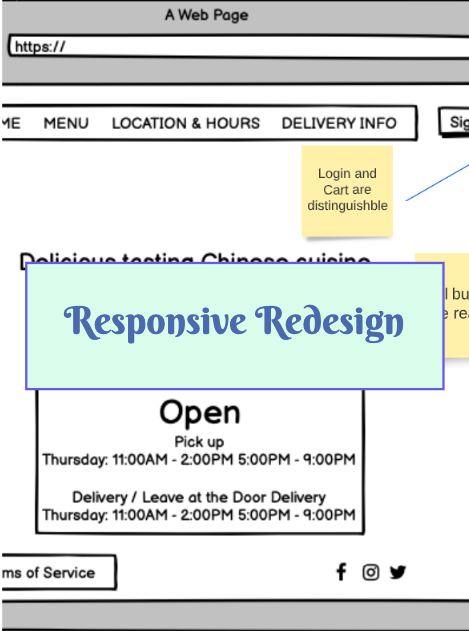 A Web Page
https://
ME MENU LOCATION & HOURS DELIVERY INFO Sig
Login and
Cart are
distinguishble
Delicious tasting Chinese cuisine
l bu
e rea
Responsive Redesign
Open
Pick up
Thursday: 11:00AM - 2:00PM 5:00PM - 9:00PM
Delivery / Leave at the Door Delivery
Thursday: 11:00AM - 2:00PM 5:00PM - 9:00PM
ms of Service